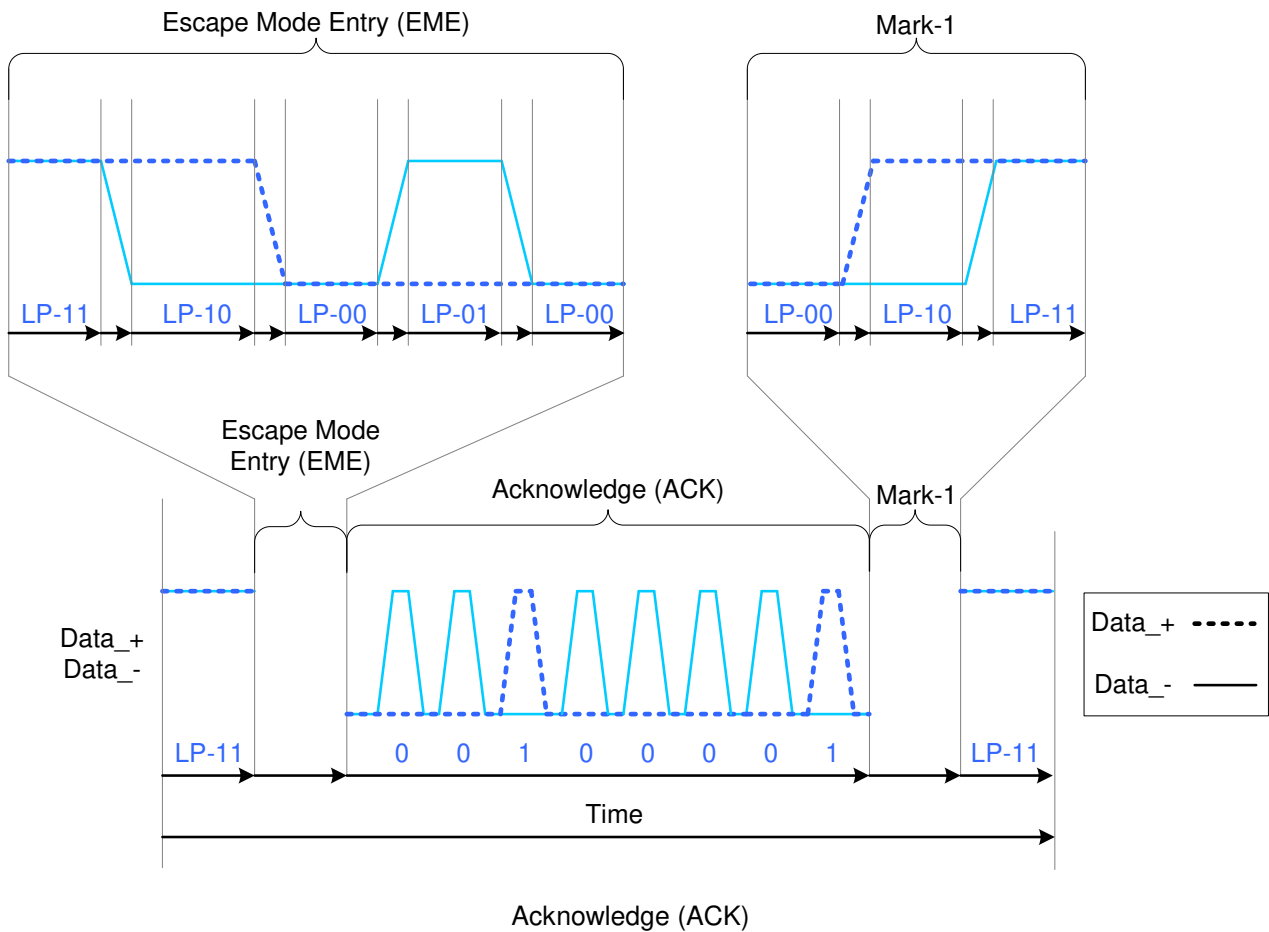 Escape Mode Entry (EME)
Mark-1
LP-11 LP-10 LP-00 LP-01 LP-00
LP-00 LP-10 LP-11
Escape Mode
Entry (EME)
Acknowledge (ACK)
Mark-1
Data_+
Data_-
Data_+
Data_-
LP-11 0 0 1 0 0 0 0 1 LP-11
Time
Acknowledge (ACK)